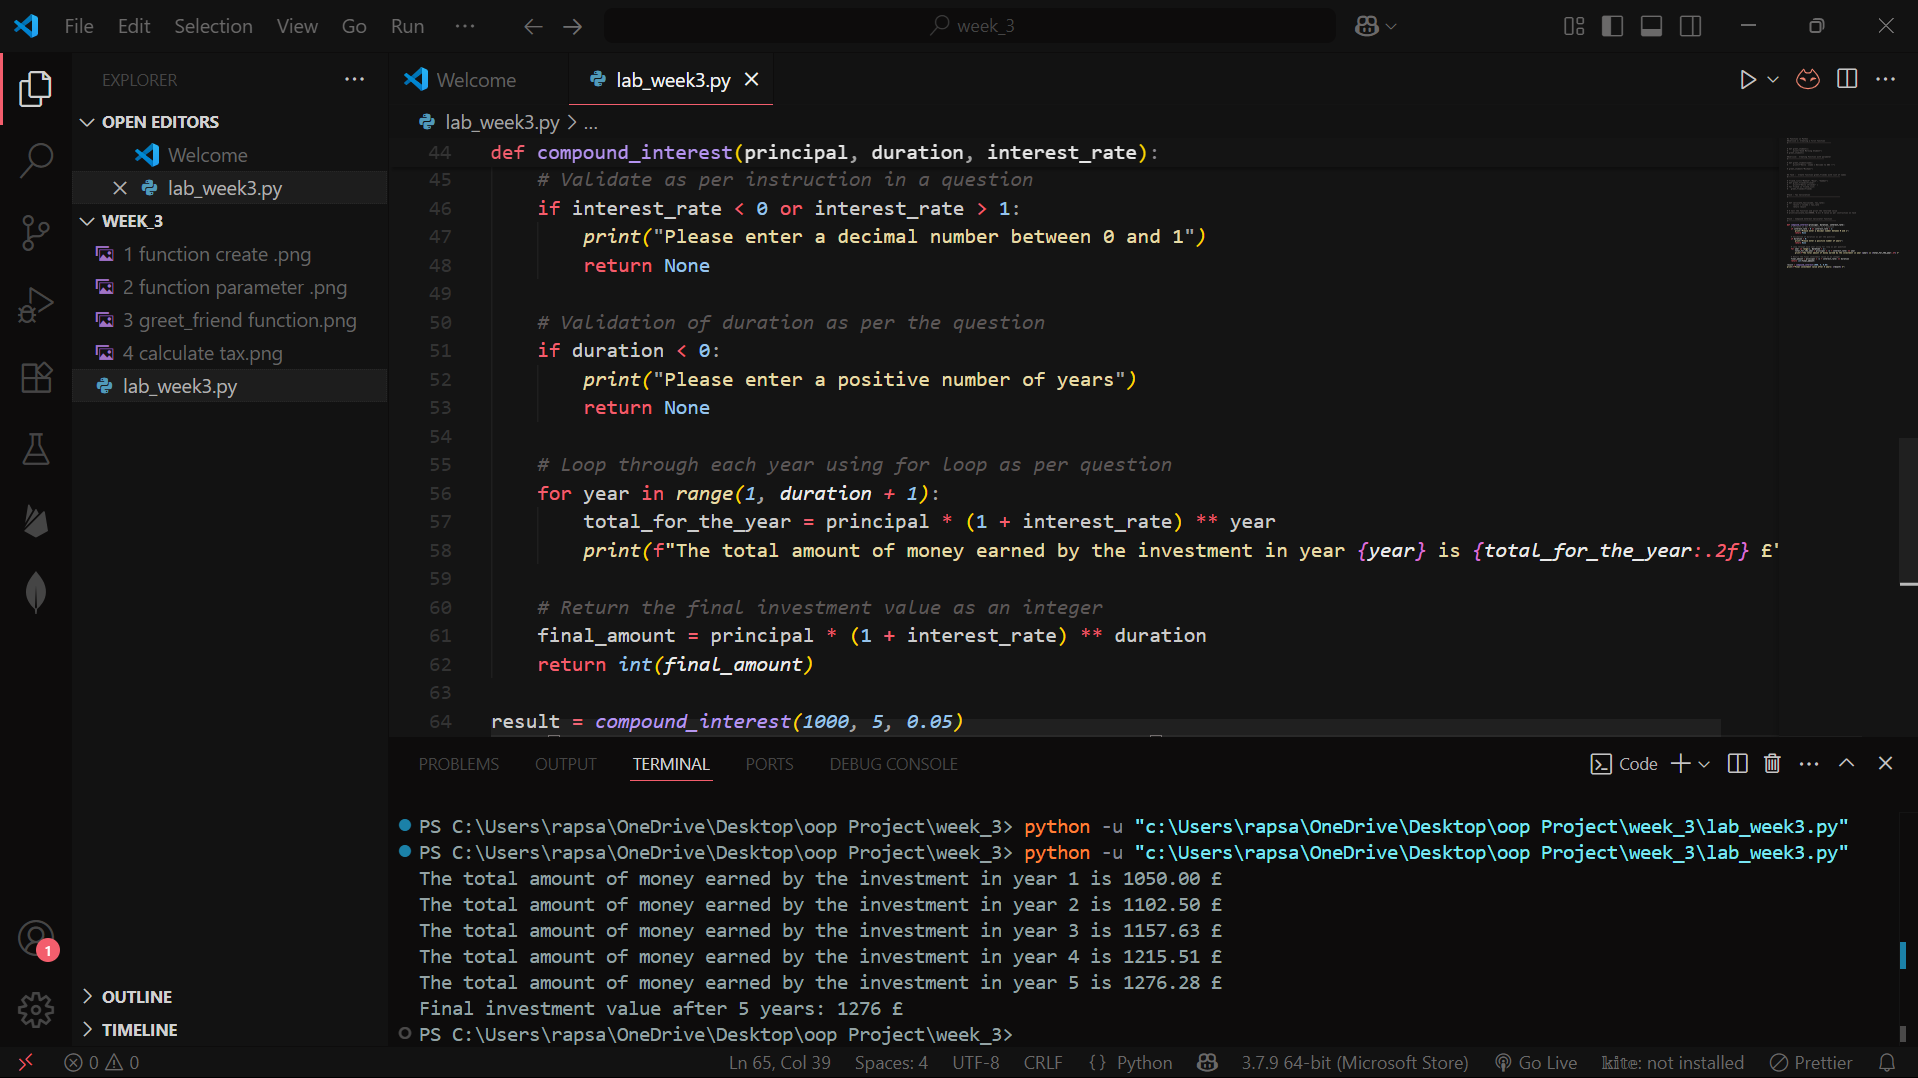 File Edit Selection View Go Run ... week_3
EXPLORER ...
OPEN EDITORS
Welcome
lab_week3.py
WEEK_3
1 function create .png
2 function parameter .png
3 greet_friend function.png
4 calculate tax.png
lab_week3.py
OUTLINE
TIMELINE
1
Welcome lab_week3.py
lab_week3.py > ...
44 def compound_interest(principal, duration, interest_rate):
45 # Validate as per instruction in a question
46 if interest_rate < 0 or interest_rate > 1:
47 print("Please enter a decimal number between 0 and 1")
48 return None
49
50 # Validation of duration as per the question
51 if duration < 0:
52 print("Please enter a positive number of years")
53 return None
54
55 # Loop through each year using for loop as per question
56 for year in range(1, duration + 1):
57 total_for_the_year = principal * (1 + interest_rate) ** year
58 print(f"The total amount of money earned by the investment in year {year} is {total_for_the_year:.2f} £"
59
60 # Return the final investment value as an integer
61 final_amount = principal * (1 + interest_rate) ** duration
62 return int(final_amount)
63
64 result = compound_interest(1000, 5, 0.05)
PROBLEMS OUTPUT TERMINAL PORTS DEBUG CONSOLE Code
PS C:\Users\rapsa\OneDrive\Desktop\oop Project\week_3> python -u "c:\Users\rapsa\OneDrive\Desktop\oop Project\week_3\lab_week3.py"
PS C:\Users\rapsa\OneDrive\Desktop\oop Project\week_3> python -u "c:\Users\rapsa\OneDrive\Desktop\oop Project\week_3\lab_week3.py"
The total amount of money earned by the investment in year 1 is 1050.00 £
The total amount of money earned by the investment in year 2 is 1102.50 £
The total amount of money earned by the investment in year 3 is 1157.63 £
The total amount of money earned by the investment in year 4 is 1215.51 £
The total amount of money earned by the investment in year 5 is 1276.28 £
Final investment value after 5 years: 1276 £
PS C:\Users\rapsa\OneDrive\Desktop\oop Project\week_3>
0 0 Ln 65, Col 39 Spaces: 4 UTF-8 CRLF {} Python 3.7.9 64-bit (Microsoft Store) Go Live kite: not installed Prettier